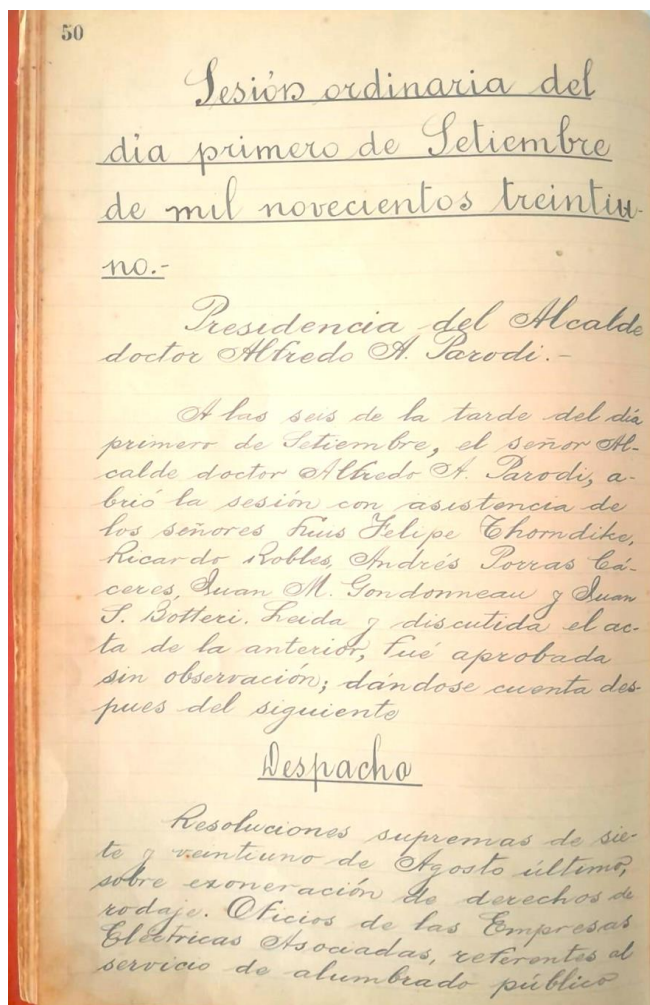 50
Sesión ordinaria del
dia primero de Setiembre
de mil novecientos treintiu-
no.-
Presidencia del Alcalde
doctor Alfredo A. Parodi.-
A las seis de la tarde del día
primero de Setiembre, el señor Al-
calde doctor Alfredo A. Parodi, a-
brió la sesión con asistencia de
los señores Luis Felipe Thorndike,
Ricardo Robles, Andrés Porras Cá-
ceres, Juan M. Gondonneau y Juan
S. Botteri. Leida y discutida el ac-
ta de la anterior, fué aprobada
sin observación; dándose cuenta des-
pues del siguiente
Despacho
Resoluciones supremas de sie-
te y veintiuno de Agosto último,
sobre exoneración de derechos de
rodaje. Oficios de las Empresas
Eléctricas Asociadas, referentes al
servicio de alumbrado público